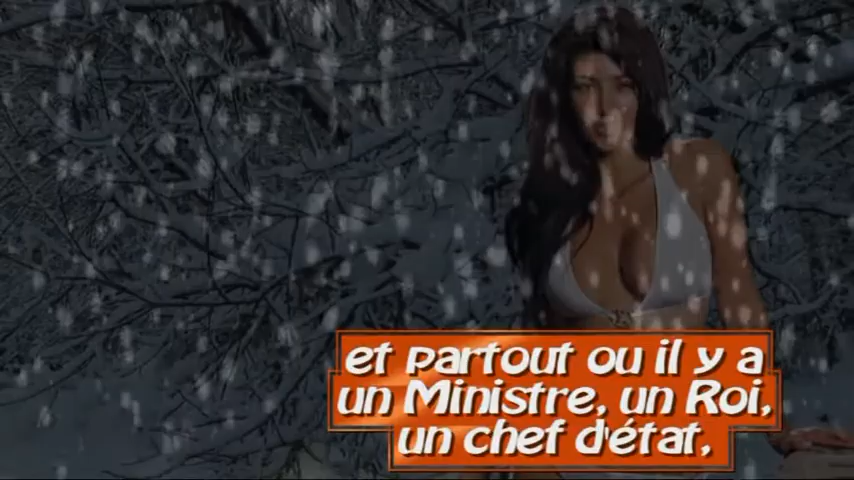 et partout ou il y a
un Ministre, un Roi,
un chef d'état,